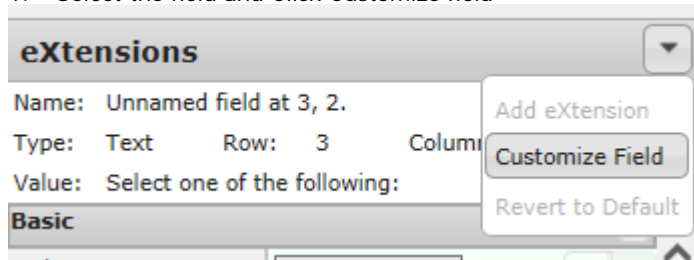 eXtensions
Name: Unnamed field at 3, 2.
Add eXtension
Type: Text Row: 3
Customize Field
Value: Select one of the following:
Revert to Default
Basic